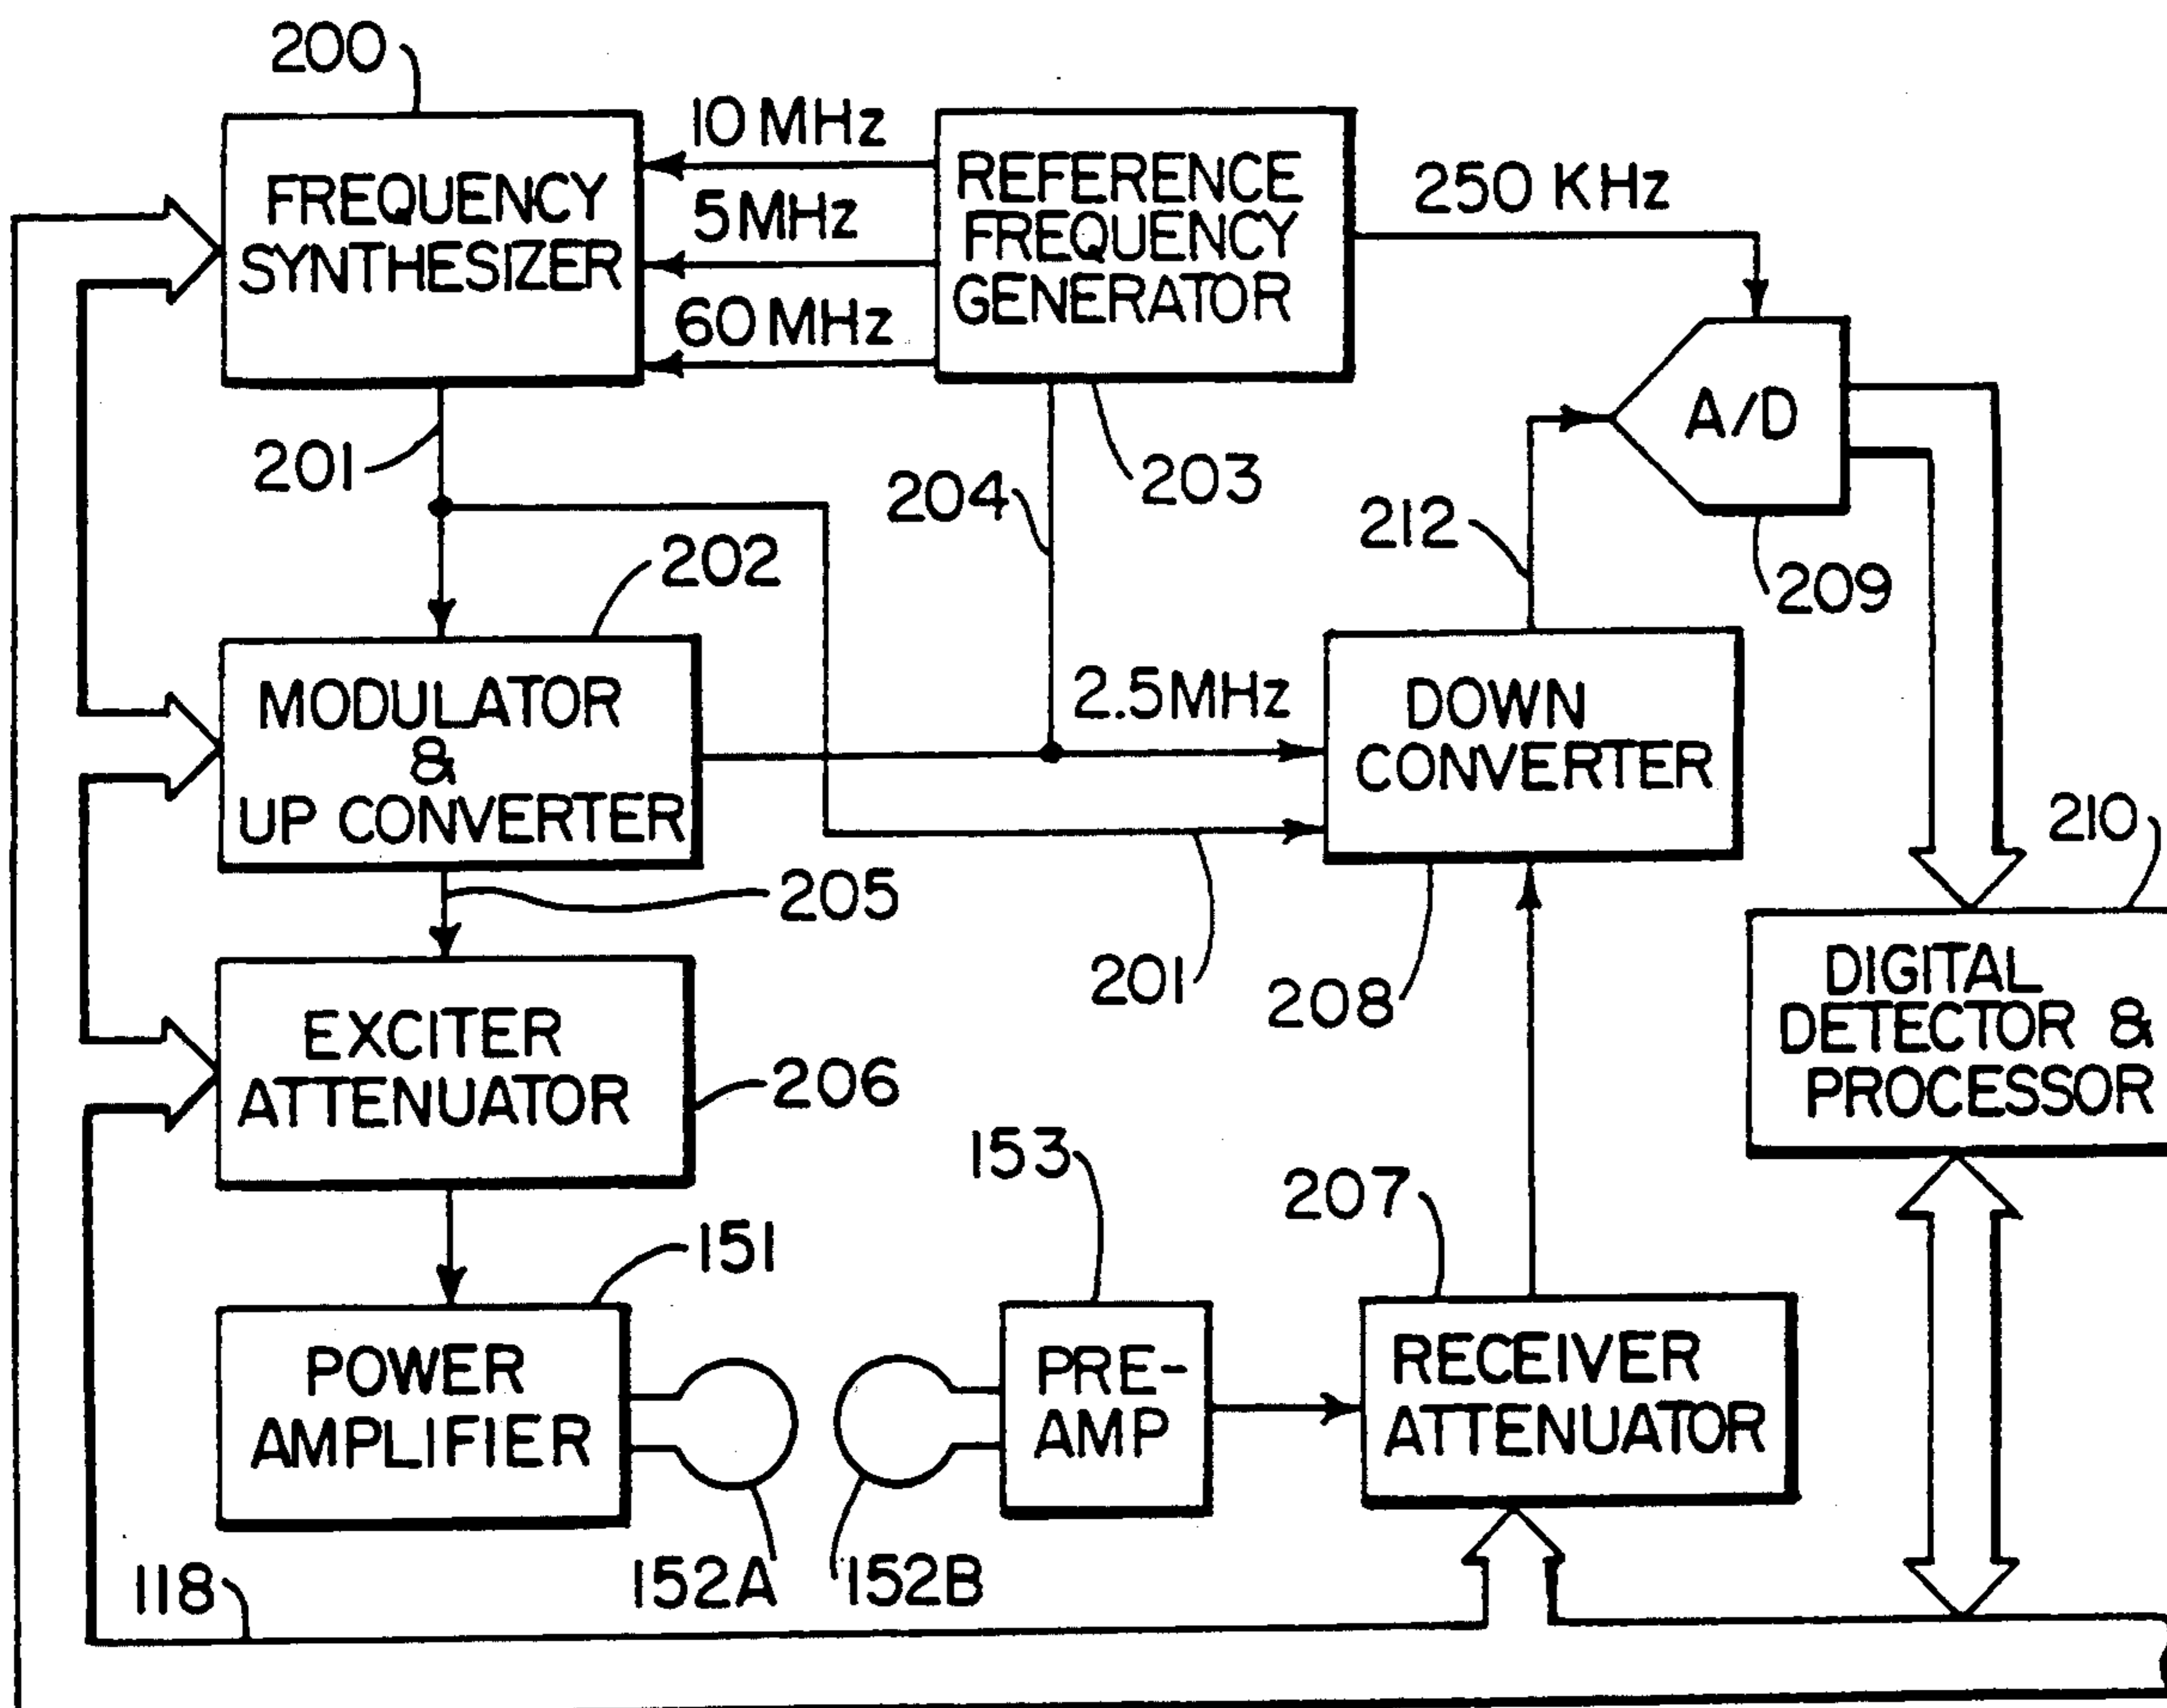 200
10 MHz
5 MHz
60 MHz
FREQUENCY
SYNTHESIZER
REFERENCE
FREQUENCY
GENERATOR
250 KHz
A/D
201
204
203
212
209
202
MODULATOR
&
UP CONVERTER
2.5 MHz
DOWN
CONVERTER
210
205
201
208
DIGITAL
DETECTOR &
PROCESSOR
EXCITER
ATTENUATOR
206
153
207
151
POWER
AMPLIFIER
PRE-
AMP
RECEIVER
ATTENUATOR
118
152A
152B